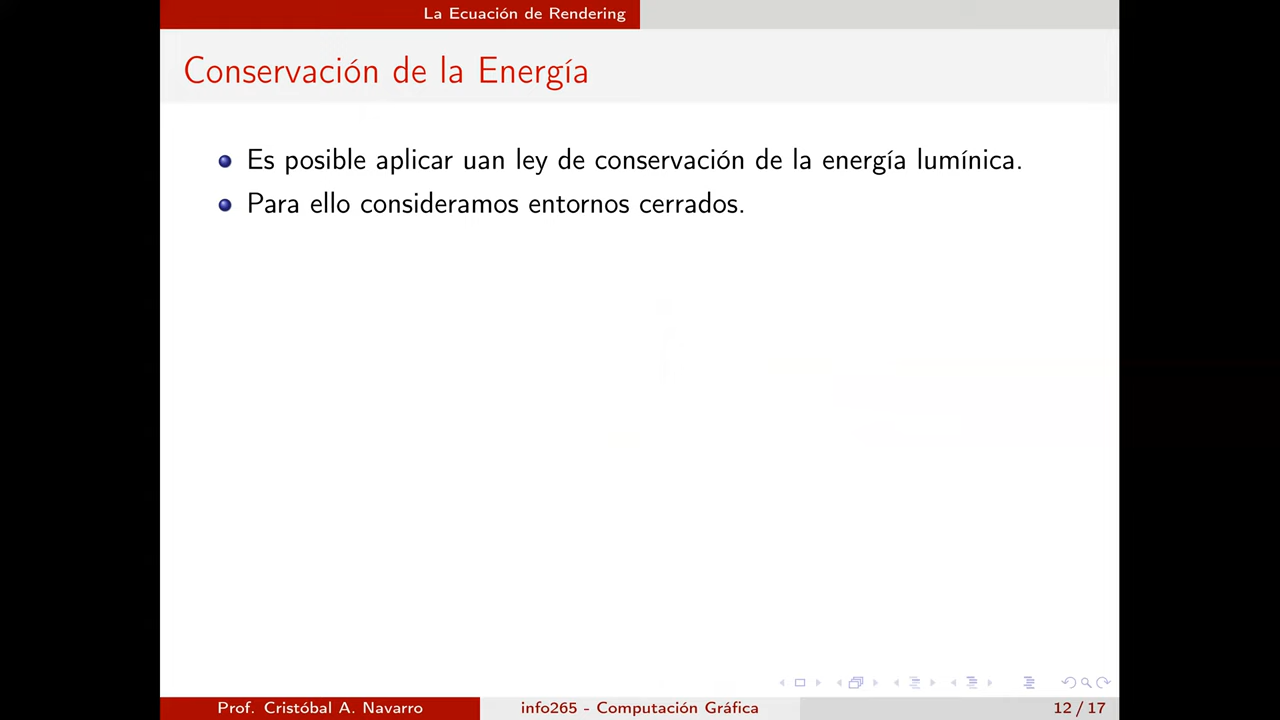 La Ecuación de Rendering
Conservación de la Energía
Es posible aplicar uan ley de conservación de la energía lumínica.
Para ello consideramos entornos cerrados.
Prof. Cristóbal A. Navarro
info265 - Computación Gráfica
12 / 17